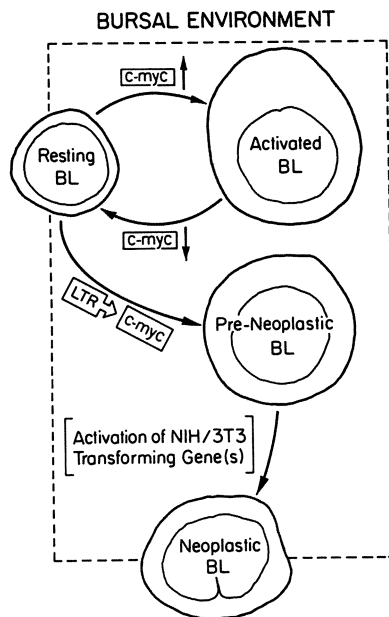 BURSAL ENVIRONMENT
c-myc
Resting
BL
Activated
BL
c-myc
LTR
c-myc
Pre-Neoplastic
BL
Activation of NIH/3T3
Transforming Gene(s)
Neoplastic
BL